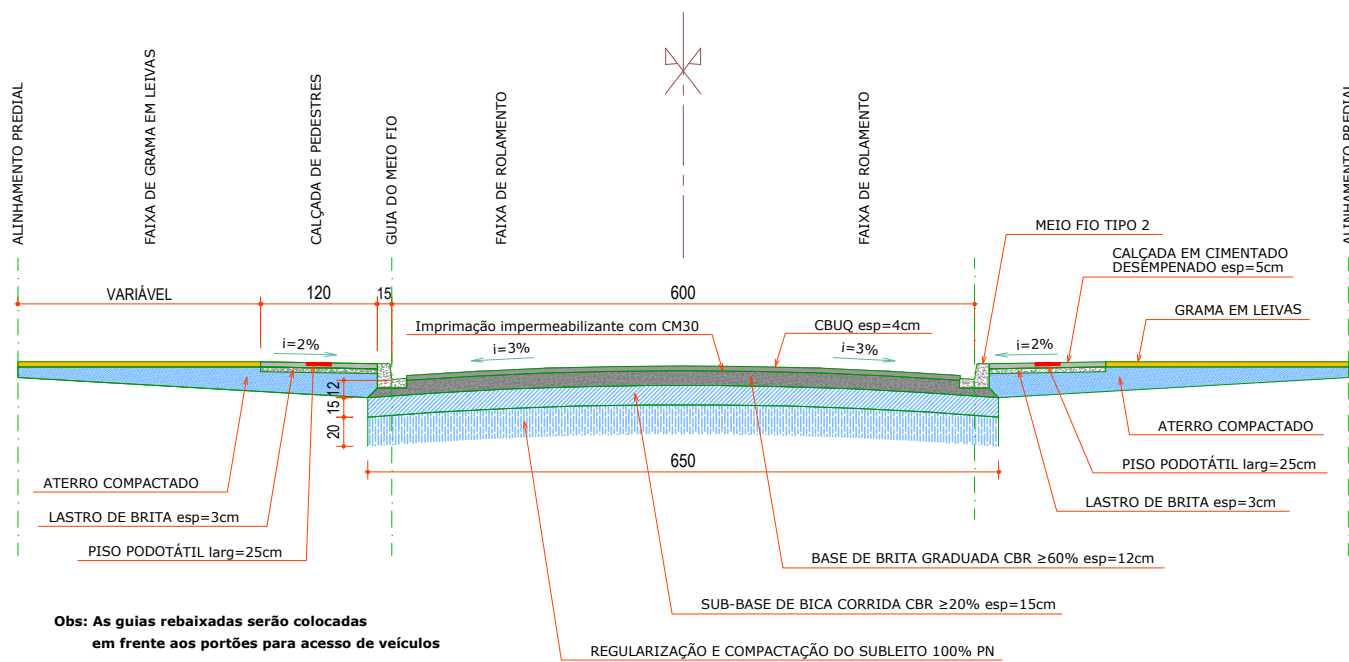 ALINHAMENTO PREDIAL
FAIXA DE GRAMA EM LEIVAS
CALÇADA DE PEDESTRES
GUIA DO MEIO FIO
FAIXA DE ROLAMENTO
FAIXA DE ROLAMENTO
ALINHAMENTO PREDIAL
MEIO FIO TIPO 2
CALÇADA EM CIMENTADO
DESEMPENADO esp=5cm
GRAMA EM LEIVAS
VARIÁVEL
120
15
600
Imprimação impermeabilizante com CM30
CBUQ esp=4cm
i=2%
i=3%
i=3%
i=2%
12
15
20
650
ATERRO COMPACTADO
LASTRO DE BRITA esp=3cm
PISO PODOTÁTIL larg=25cm
ATERRO COMPACTADO
PISO PODOTÁTIL larg=25cm
LASTRO DE BRITA esp=3cm
BASE DE BRITA GRADUADA CBR ≥60% esp=12cm
SUB-BASE DE BICA CORRIDA CBR ≥20% esp=15cm
REGULARIZAÇÃO E COMPACTAÇÃO DO SUBLEITO 100% PN
Obs: As guias rebaixadas serão colocadas
em frente aos portões para acesso de veículos